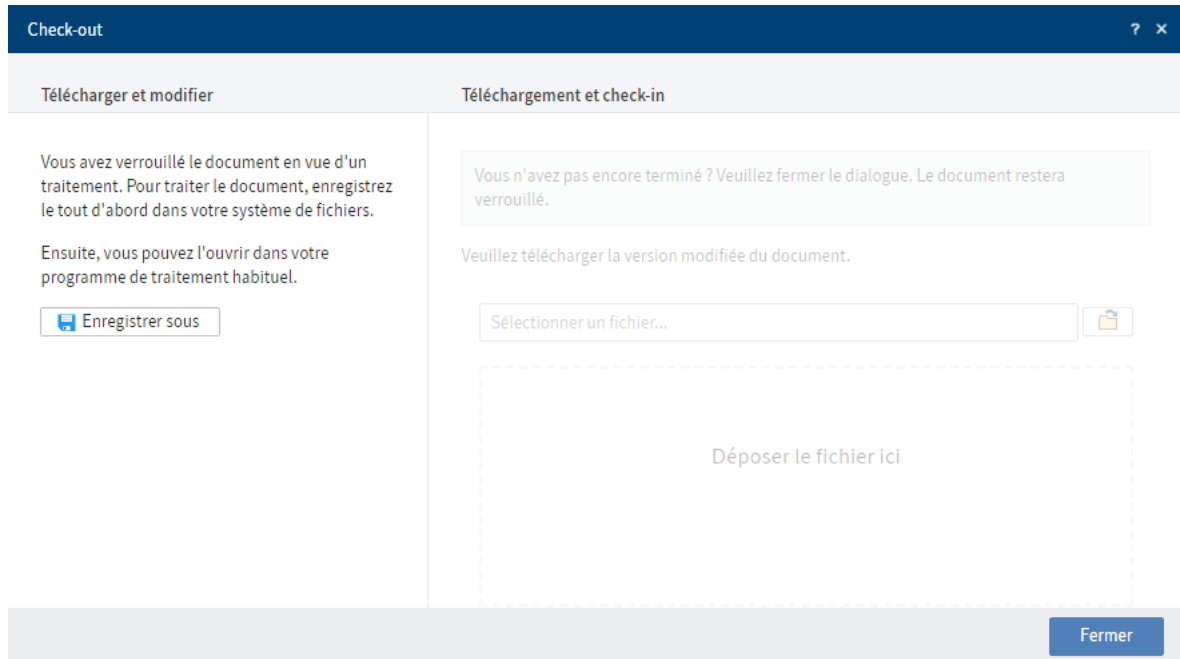 Check-out
? ×
Télécharger et modifier
Téléchargement et check-in
Vous avez verrouillé le document en vue d'un
traitement. Pour traiter le document, enregistrez
le tout d'abord dans votre système de fichiers.
Ensuite, vous pouvez l'ouvrir dans votre
programme de traitement habituel.
Enregistrer sous
Vous n'avez pas encore terminé ? Veuillez fermer le dialogue. Le document restera
verrouillé.
Veuillez télécharger la version modifiée du document.
Sélectionner un fichier...
Déposer le fichier ici
Fermer